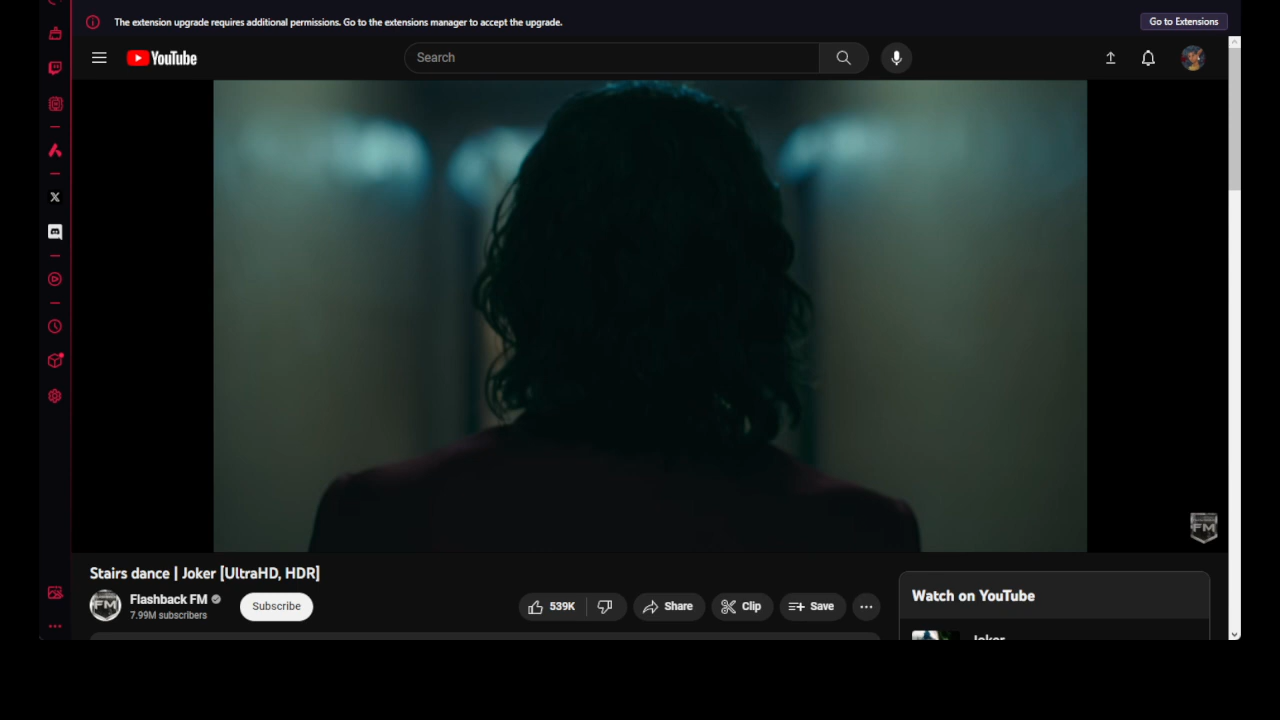 The extension upgrade requires additional permissions. Go to the extensions manager to accept the upgrade.
Go to Extensions
YouTube
Search
FM
Stairs dance | Joker [UltraHD, HDR]
FM
Flashback FM
7.99M subscribers
Subscribe
539K
Share
Clip
Save
Watch on YouTube
Joker